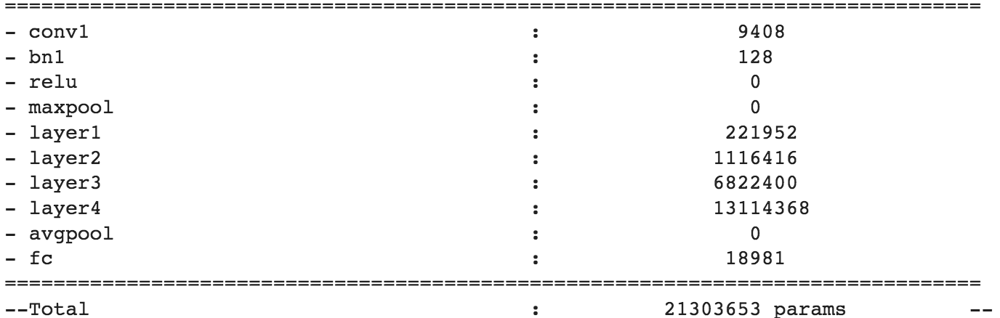 ================================================================================
- conv1 : 9408
- bn1 : 128
- relu : 0
- maxpool : 0
- layer1 : 221952
- layer2 : 1116416
- layer3 : 6822400
- layer4 : 13114368
- avgpool : 0
- fc : 18981
================================================================================
--Total : 21303653 params --